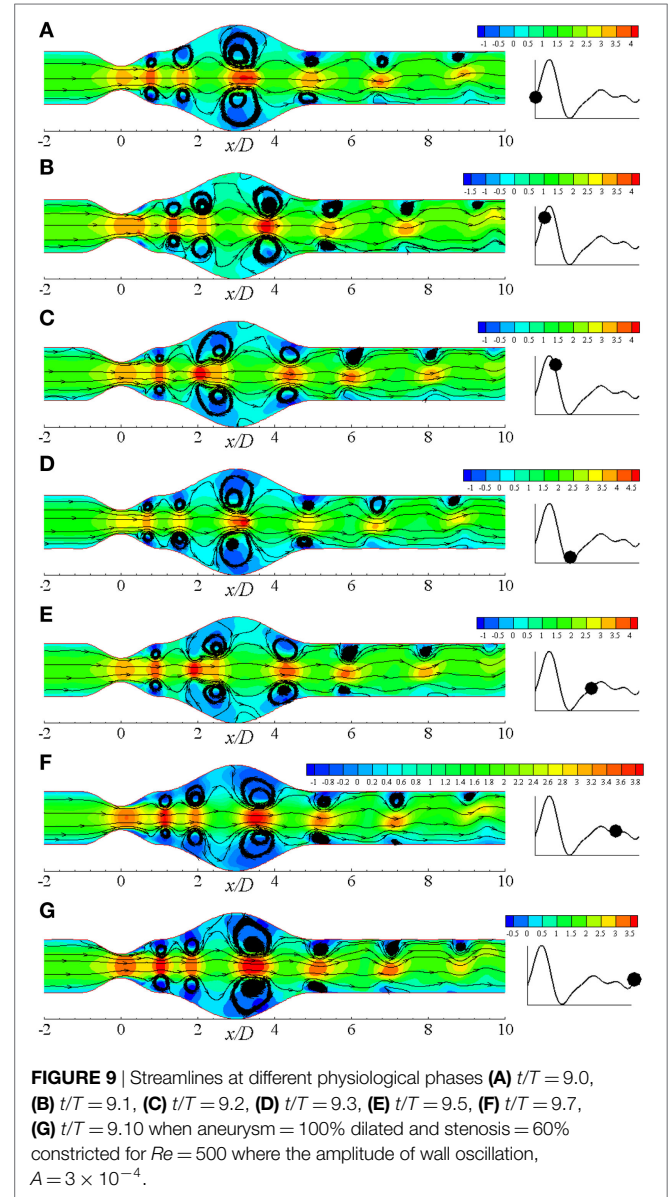 A
-1 -0.5 0 0.5 1 1.5 2 2.5 3 3.5 4
-2 0 2 4 6 8 10
x/D
B
-1.5 -1 -0.5 0 0.5 1 1.5 2 2.5 3 3.5 4
-2 0 2 4 6 8 10
x/D
C
-1 -0.5 0 0.5 1 1.5 2 2.5 3 3.5 4 4.5
-2 0 2 4 6 8 10
x/D
D
-1 -0.5 0 0.5 1 1.5 2 2.5 3 3.5 4 4.5
-2 0 2 4 6 8 10
x/D
E
-1 -0.5 0 0.5 1 1.5 2 2.5 3 3.5 4
-2 0 2 4 6 8 10
x/D
F
-1 -0.8 -0.6 -0.4 -0.2 0 0.2 0.4 0.6 0.8 1 1.2 1.4 1.6 1.8 2 2.2 2.4 2.6 2.8 3 3.2 3.4 3.6 3.8
-2 0 2 4 6 8 10
x/D
G
-0.5 0 0.5 1 1.5 2 2.5 3 3.5
-2 0 2 4 6 8 10
x/D
FIGURE 9 | Streamlines at different physiological phases (A) t/T = 9.0,
(B) t/T = 9.1, (C) t/T = 9.2, (D) t/T = 9.3, (E) t/T = 9.5, (F) t/T = 9.7,
(G) t/T = 9.10 when aneurysm = 100% dilated and stenosis = 60%
constricted for Re = 500 where the amplitude of wall oscillation,
A = 3 × 10⁻⁴.